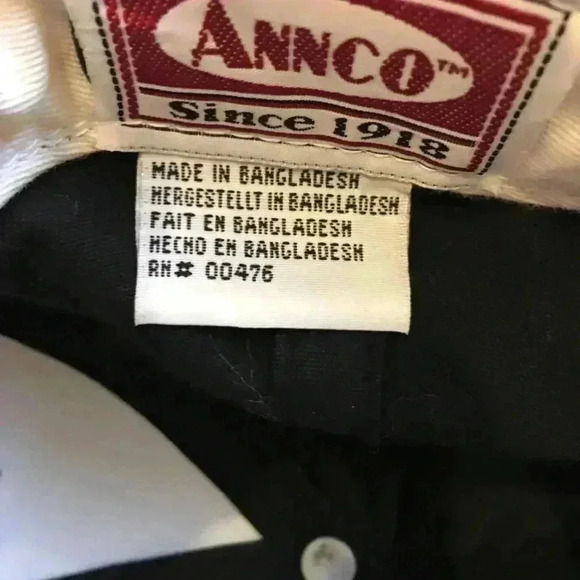 ANNCO™
Since 1918
MADE IN BANGLADESH
HERGESTELLT IN BANGLADESH
FAIT EN BANGLADESH
HECHO EN BANGLADESH
RN# 00476